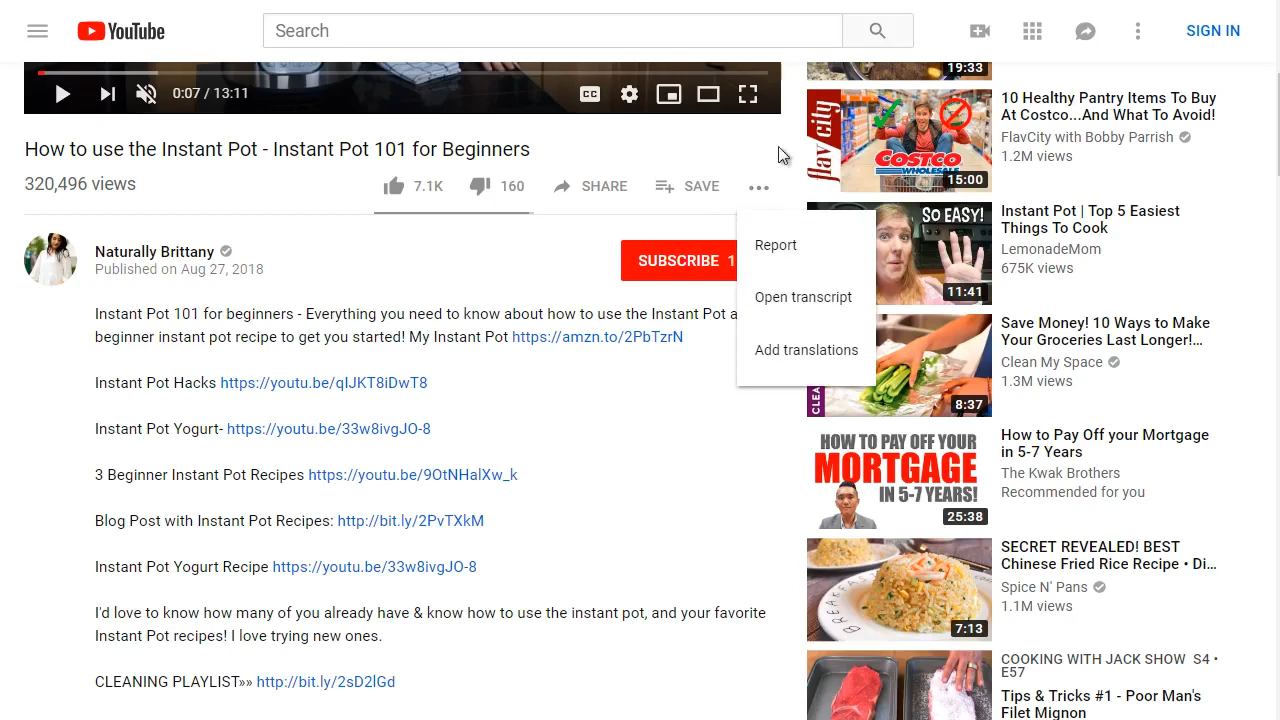 YouTube
Search
SIGN IN
0:07 / 13:11
CC
How to use the Instant Pot - Instant Pot 101 for Beginners
320,496 views
7.1K
160
SHARE
SAVE
Naturally Brittany
Published on Aug 27, 2018
SUBSCRIBE 1
Report
Open transcript
Add translations
Instant Pot 101 for beginners - Everything you need to know about how to use the Instant Pot a
beginner instant pot recipe to get you started! My Instant Pot https://amzn.to/2PbTzrN
Instant Pot Hacks https://youtu.be/qIJKT8iDwT8
Instant Pot Yogurt- https://youtu.be/33w8ivgJO-8
3 Beginner Instant Pot Recipes https://youtu.be/9OtNHalXw_k
Blog Post with Instant Pot Recipes: http://bit.ly/2PvTXkM
Instant Pot Yogurt Recipe https://youtu.be/33w8ivgJO-8
I'd love to know how many of you already have & know how to use the instant pot, and your favorite
Instant Pot recipes! I love trying new ones.
CLEANING PLAYLIST»» http://bit.ly/2sD2lGd
19:33
flav city
COSTCO
WHOLESALE
15:00
10 Healthy Pantry Items To Buy
At Costco...And What To Avoid!
FlavCity with Bobby Parrish
1.2M views
SO EASY!
11:41
Instant Pot | Top 5 Easiest
Things To Cook
LemonadeMom
675K views
CLEA
8:37
Save Money! 10 Ways to Make
Your Groceries Last Longer!...
Clean My Space
1.3M views
HOW TO PAY OFF YOUR
MORTGAGE
IN 5-7 YEARS!
25:38
How to Pay Off your Mortgage
in 5-7 Years
The Kwak Brothers
Recommended for you
BREAKFAST
7:13
SECRET REVEALED! BEST
Chinese Fried Rice Recipe • Di...
Spice N' Pans
1.1M views
COOKING WITH JACK SHOW S4 •
E57
Tips & Tricks #1 - Poor Man's
Filet Mignon